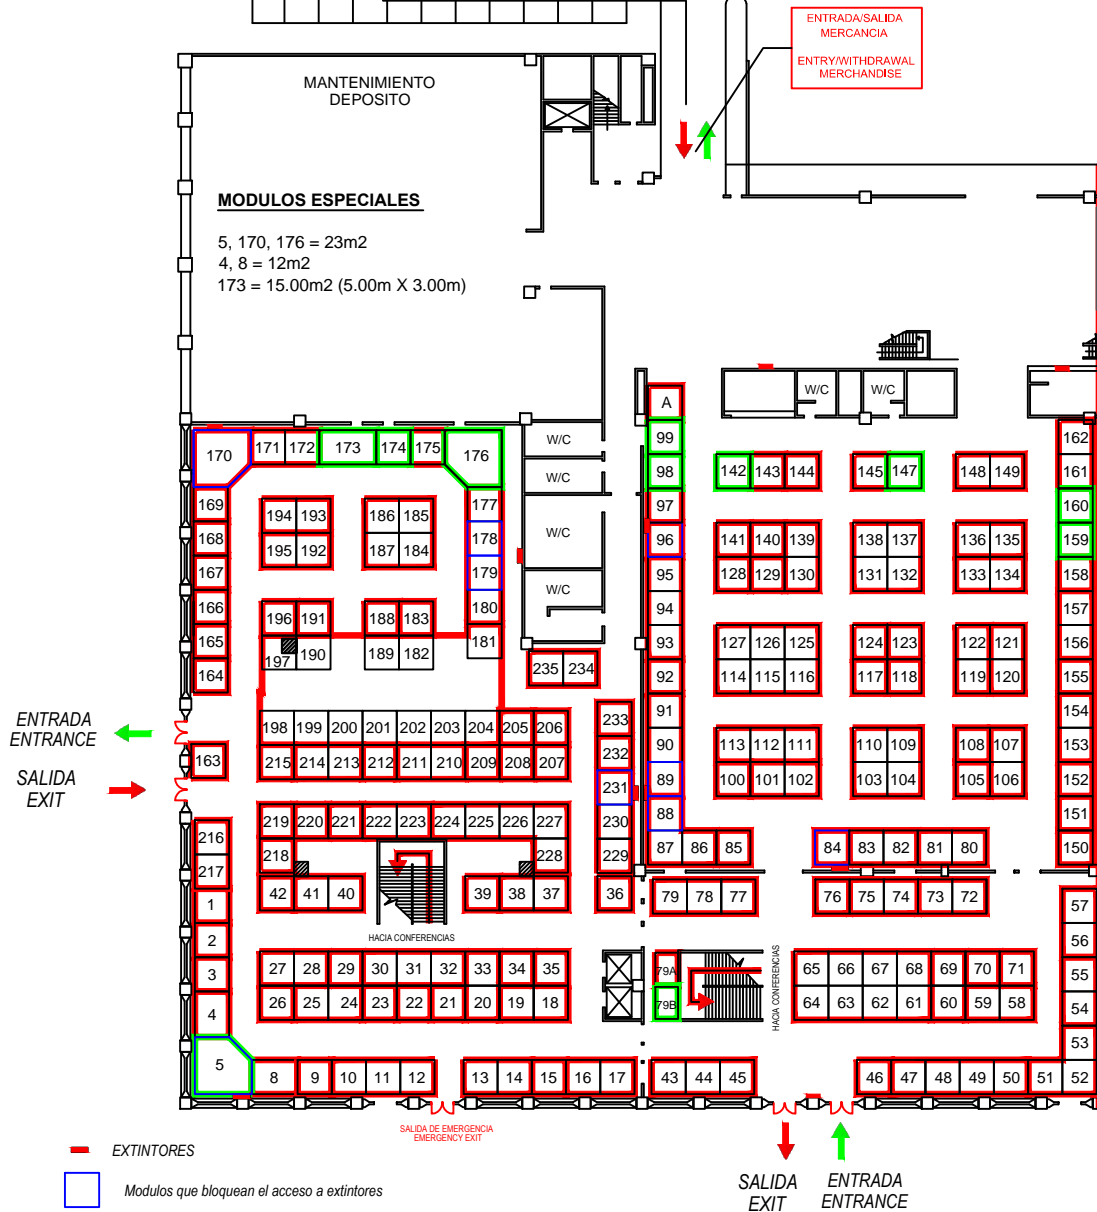 ENTRADA/SALIDA
MERCANCIA
ENTRY/WITHDRAWAL
MERCHANDISE
MANTENIMIENTO
DEPOSITO
MODULOS ESPECIALES
5, 170, 176 = 23m2
4, 8 = 12m2
173 = 15.00m2 (5.00m X 3.00m)
W/C W/C
A
170 171 172 173 174 175 176 W/C 99 162
W/C 98 142 143 144 145 147 148 149 161
169 194 193 186 185 177 97 160
168 195 192 187 184 178 W/C 96 141 140 139 138 137 136 135 159
167 179 W/C 95 128 129 130 131 132 133 134 158
166 196 191 188 183 180 94 157
165 197 190 189 182 181 93 127 126 125 124 123 122 121 156
164 235 234 92 114 115 116 117 118 119 120 155
ENTRADA
ENTRANCE
198 199 200 201 202 203 204 205 206 233 91 154
163 215 214 213 212 211 210 209 208 207 232 90 113 112 111 110 109 108 107 153
SALIDA
EXIT
231 89 100 101 102 103 104 105 106 152
216 219 220 221 222 223 224 225 226 227 230 88 151
217 218 228 229 87 86 85 84 83 82 81 80 150
1 42 41 40 39 38 37 36 79 78 77 76 75 74 73 72 57
2 HACIA CONFERENCIAS 56
3 27 28 29 30 31 32 33 34 35 79A HACIA CONFERENCIAS 65 66 67 68 69 70 71 55
4 26 25 24 23 22 21 20 19 18 79B 64 63 62 61 60 59 58 54
53
5 8 9 10 11 12 13 14 15 16 17 43 44 45 46 47 48 49 50 51 52
SALIDA DE EMERGENCIA
EMERGENCY EXIT
EXTINTORES
Modulos que bloquean el acceso a extintores
SALIDA
EXIT
ENTRADA
ENTRANCE